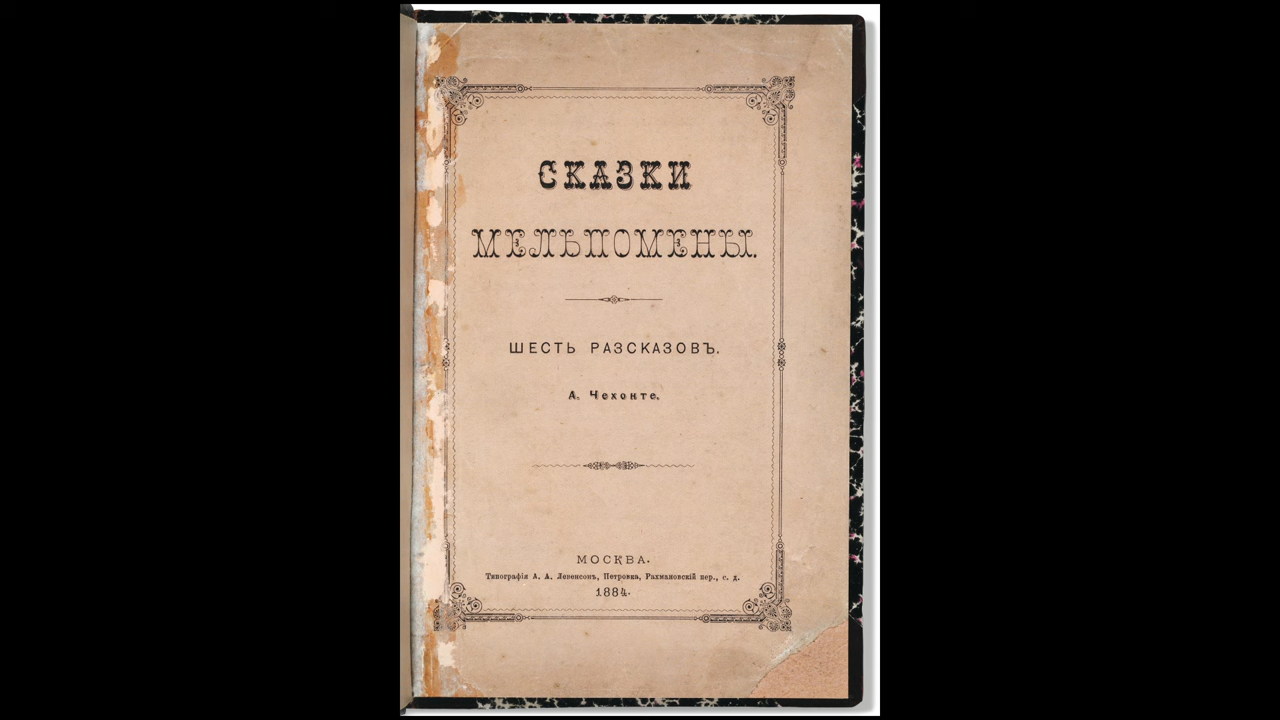 СКАЗКИ
МЕЛЬПОМЕНЫ.
ШЕСТЬ РАЗСКАЗОВЪ.
А. Чехонте.
МОСКВА.
Типографія А. А. Левенсонъ, Петровка, Рахмановскій пер., с. д.
1884.